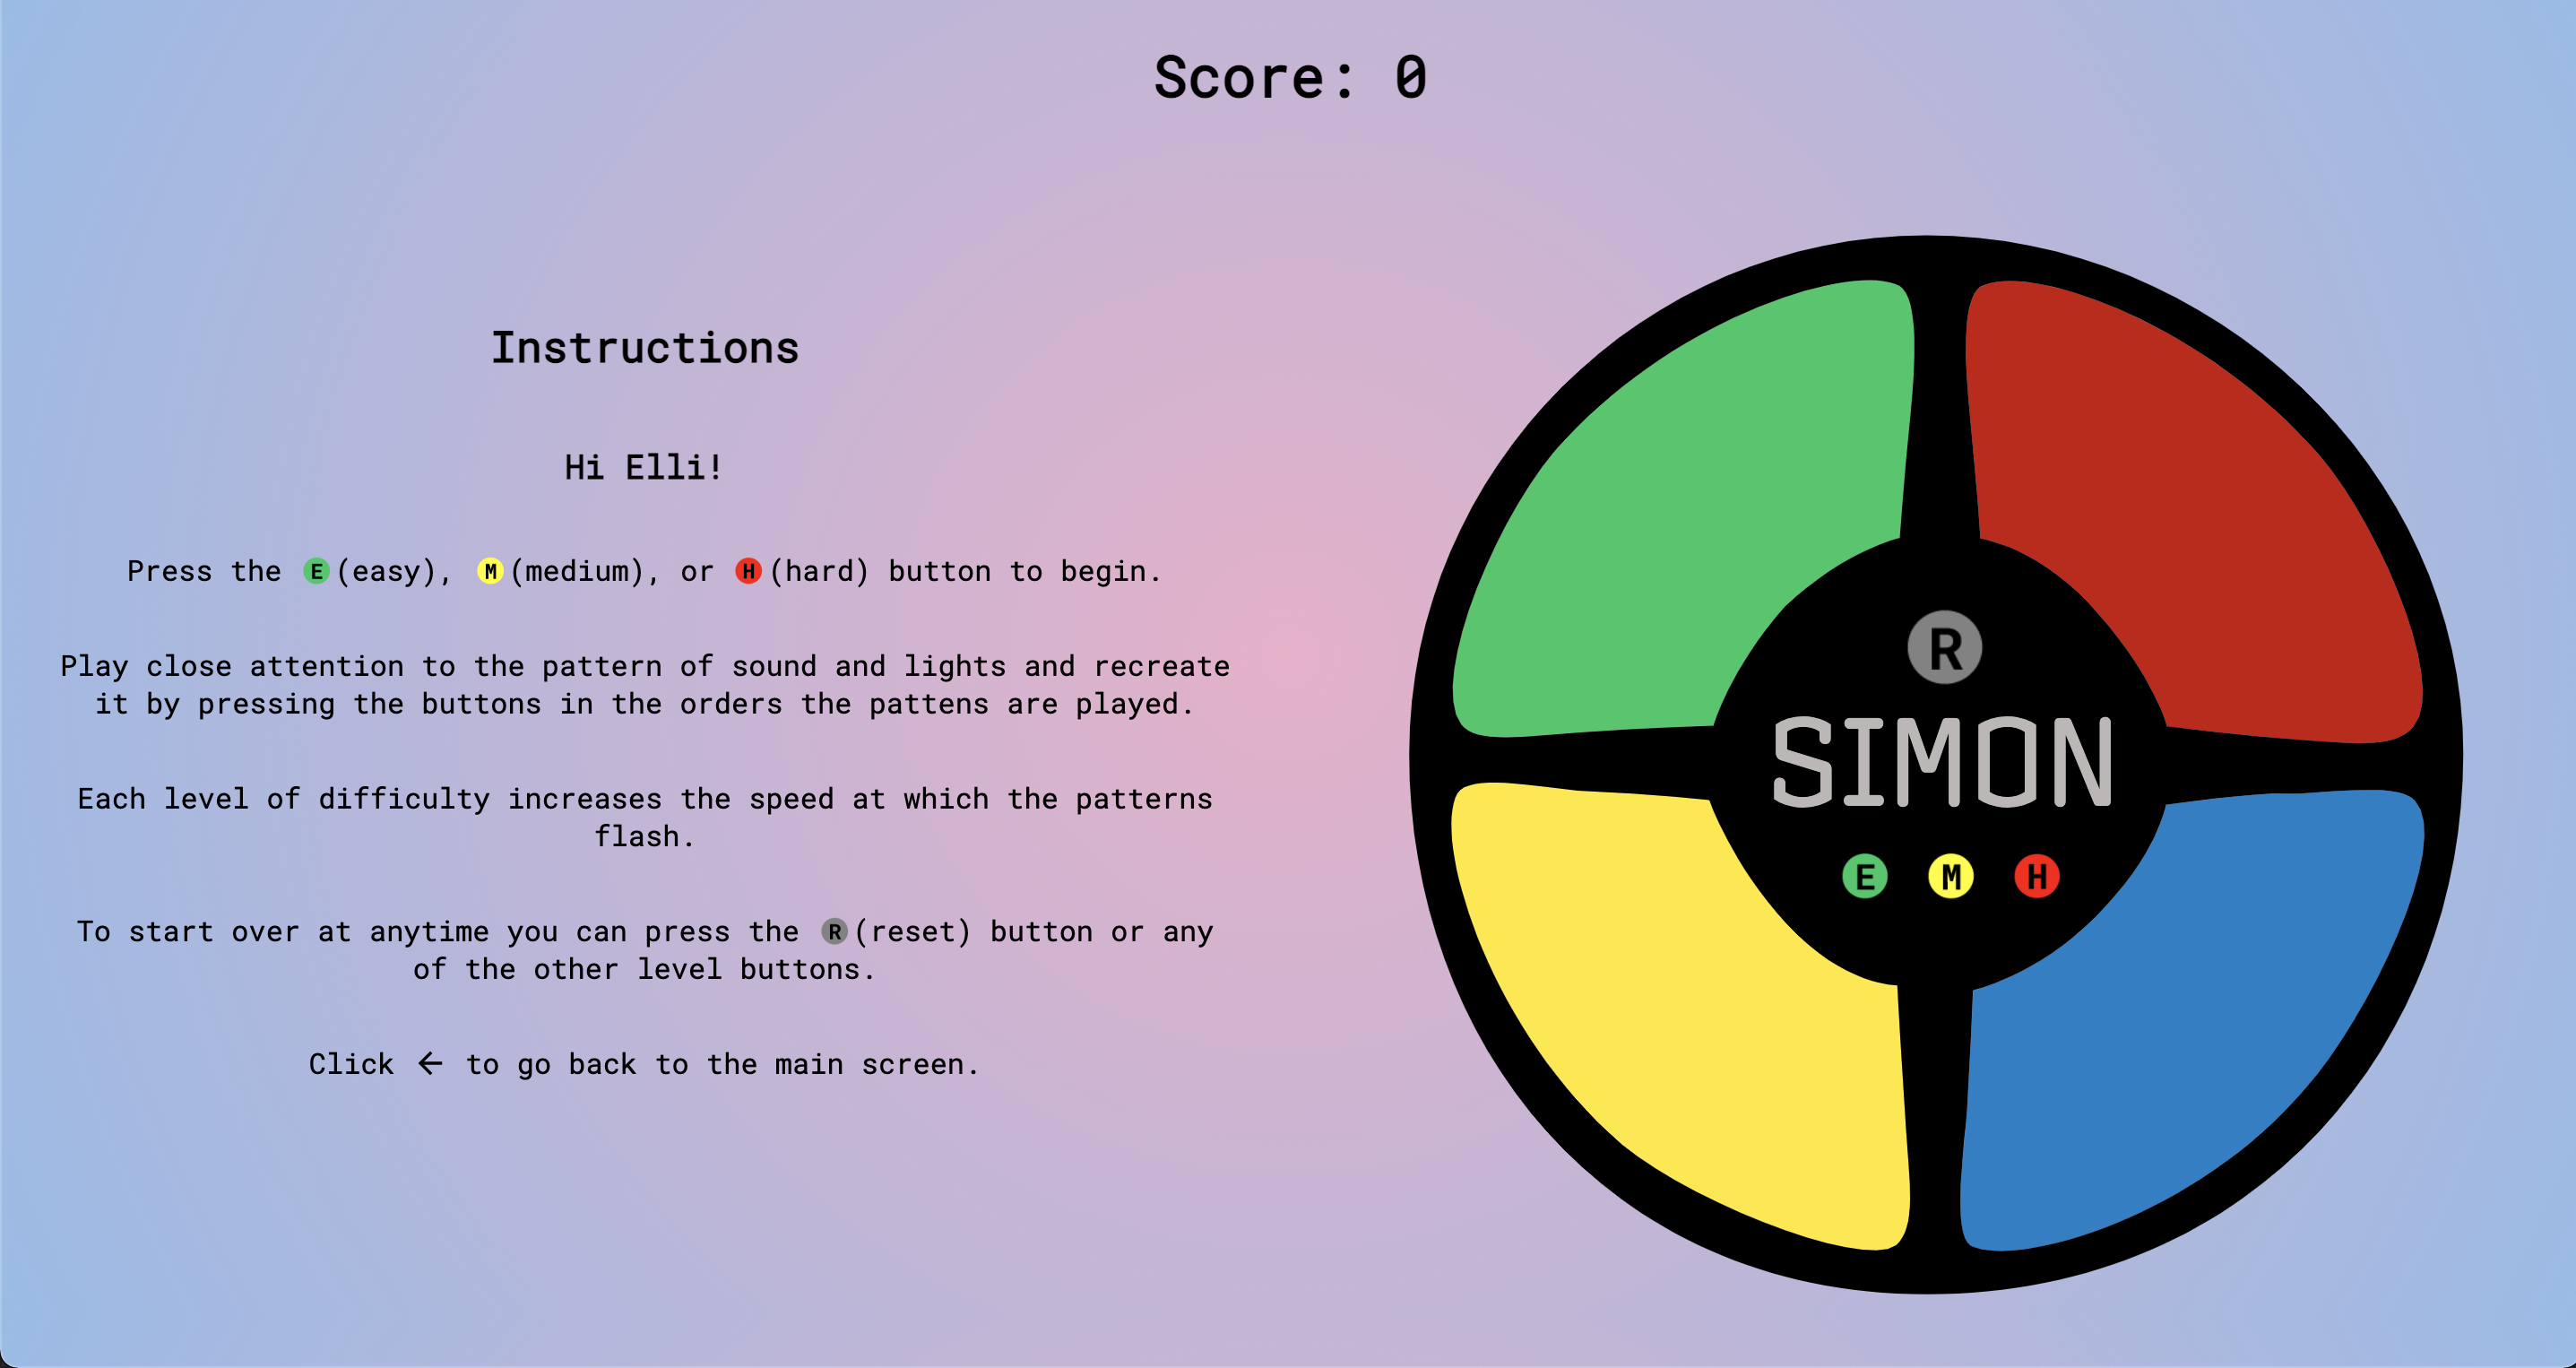 Score: 0
Instructions
Hi Elli!
Press the E(easy), M(medium), or H(hard) button to begin.
Play close attention to the pattern of sound and lights and recreate
it by pressing the buttons in the orders the pattens are played.
Each level of difficulty increases the speed at which the patterns
flash.
To start over at anytime you can press the R(reset) button or any
of the other level buttons.
Click ← to go back to the main screen.
R
SIMON
E M H